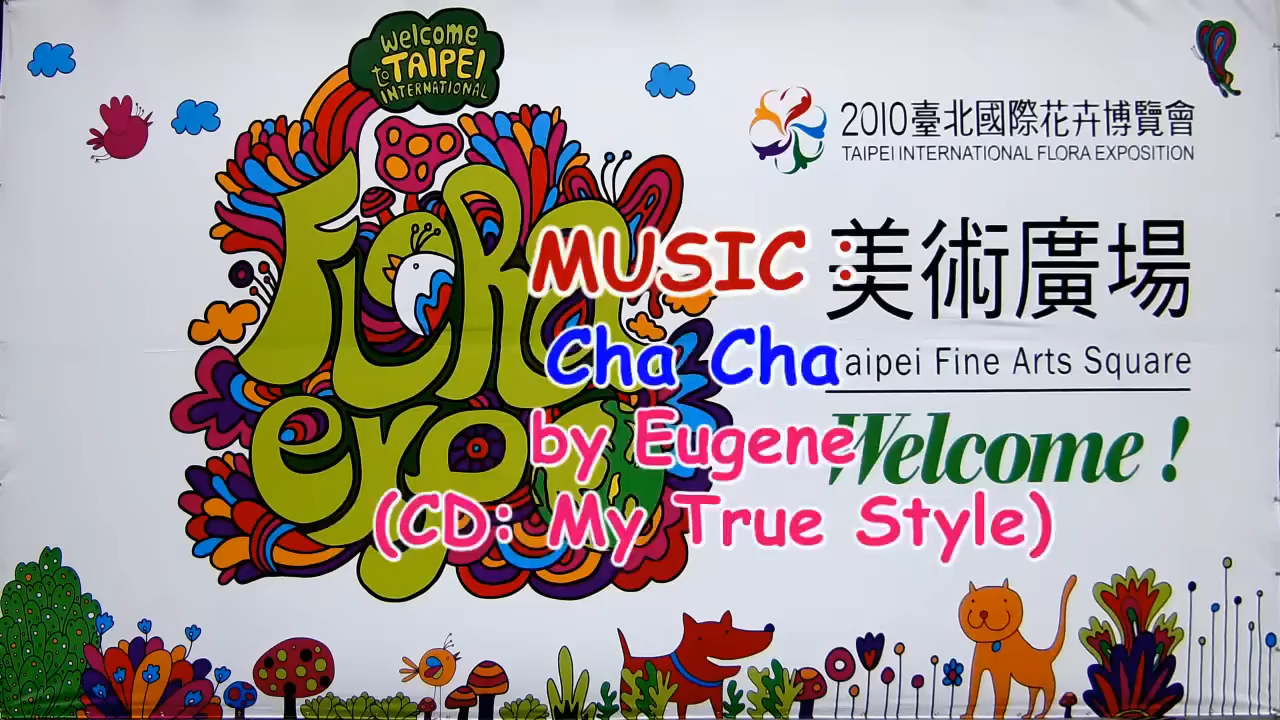 Welcome
to TAIPEI
INTERNATIONAL
FLORA
expo
2010臺北國際花卉博覽會
TAIPEI INTERNATIONAL FLORA EXPOSITION
美術廣場
Taipei Fine Arts Square
Welcome !
MUSIC :
Cha Cha
by Eugene
(CD: My True Style)